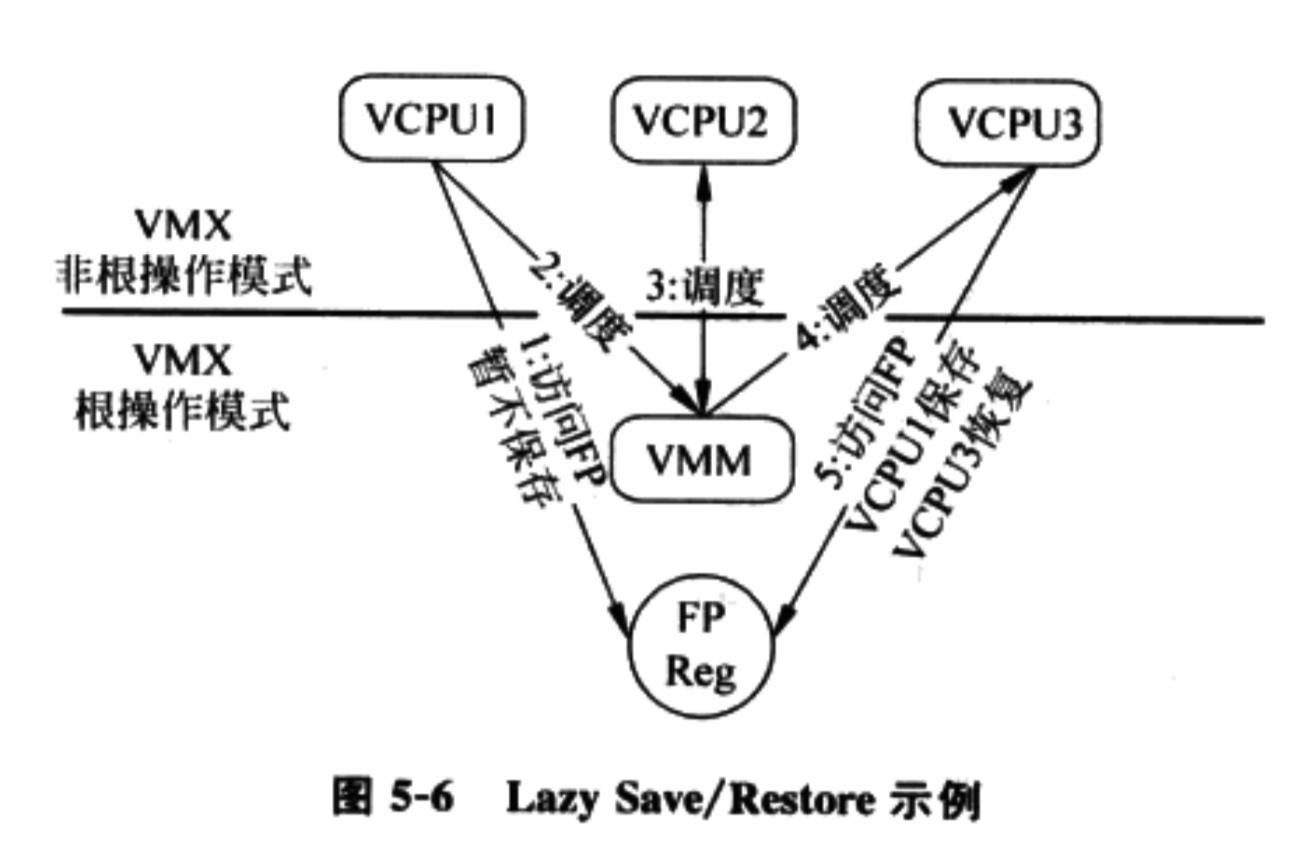 VCPU1
VCPU2
VCPU3
VMX
非根操作模式
2:调度
3:调度
4:调度
VMX
根操作模式
1:访问FP
暂不保存
VMM
5:访问FP
VCPU1保存
VCPU3恢复
FP
Reg
图 5-6 Lazy Save/Restore 示例